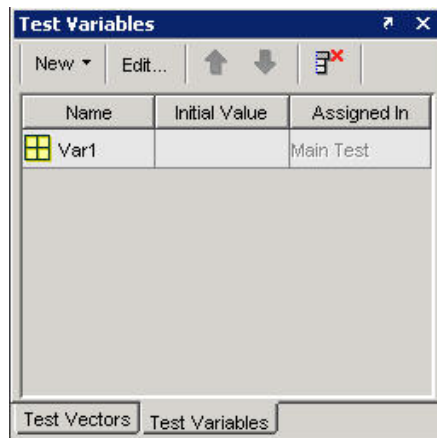 Test Variables
New Edit...
Name Initial Value Assigned In
Var1 Main Test
Test Vectors Test Variables